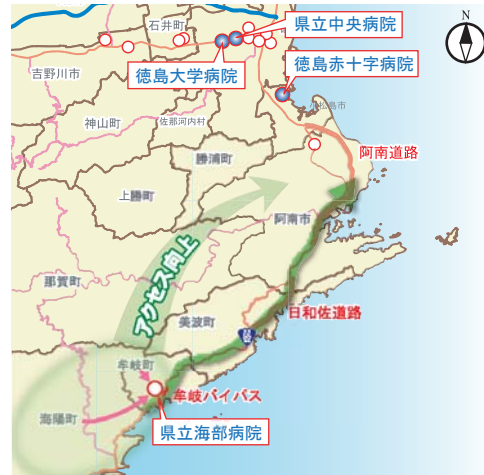 石井町
県立中央病院
N
徳島大学病院
徳島赤十字病院
吉野川市
小松島市
佐那河内村
神山町
阿南道路
勝浦町
上勝町
阿南市
アクセス向上
那賀町
日和佐道路
美波町
55
牟岐町
牟岐バイパス
海陽町
県立海部病院